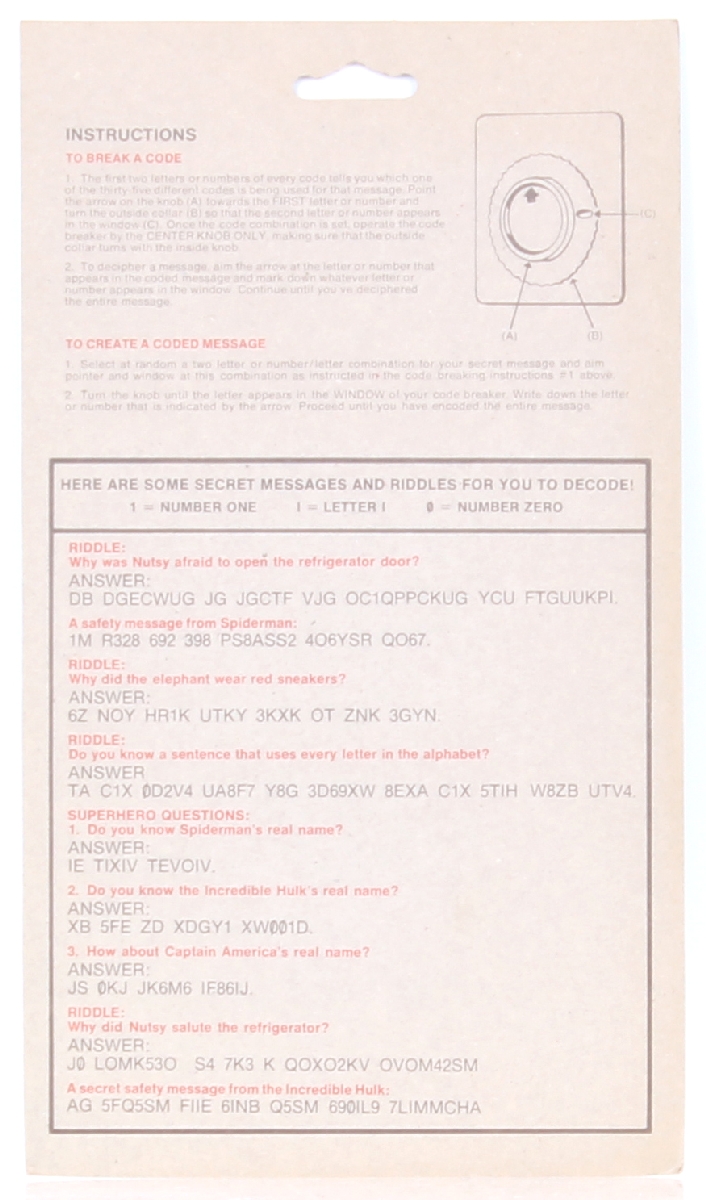 INSTRUCTIONS
TO BREAK A CODE
1. The first two letters or numbers of every code tells you which one
of the thirty-five different codes is being used for that message. Point
the arrow on the knob (A) towards the FIRST letter or number and
turn the outside collar (B) so that the second letter or number appears
in the window (C). Once the code combination is set, operate the code
breaker by the CENTER KNOB ONLY, making sure that the outside
collar turns with the inside knob.
2. To decipher a message, aim the arrow at the letter or number that
appears in the coded message and mark down whatever letter or
number appears in the window. Continue until you've deciphered
the entire message.
(C)
(A) (B)
TO CREATE A CODED MESSAGE
1. Select at random a two letter or number/letter combination for your secret message and aim
pointer and window at this combination as instructed in the code breaking instructions #1 above.
2. Turn the knob until the letter appears in the WINDOW of your code breaker. Write down the letter
or number that is indicated by the arrow. Proceed until you have encoded the entire message.
HERE ARE SOME SECRET MESSAGES AND RIDDLES FOR YOU TO DECODE!
1 = NUMBER ONE I = LETTER I 0 = NUMBER ZERO
RIDDLE:
Why was Nutsy afraid to open the refrigerator door?
ANSWER:
DB DGECWUG JG JGCTF VJG OC1QPPCKUG YCU FTGUUKPI.
A safety message from Spiderman:
1M R328 692 398 PS8ASS2 4O6YSR QO67.
RIDDLE:
Why did the elephant wear red sneakers?
ANSWER:
6Z NOY HR1K UTKY 3KXK OT ZNK 3GYN.
RIDDLE:
Do you know a sentence that uses every letter in the alphabet?
ANSWER
TA C1X 0D2V4 UA8F7 Y8G 3D69XW 8EXA C1X 5TIH W8ZB UTV4.
SUPERHERO QUESTIONS:
1. Do you know Spiderman's real name?
ANSWER:
IE TIXIV TEVOIV.
2. Do you know the Incredible Hulk's real name?
ANSWER:
XB 5FE ZD XDGY1 XW001D.
3. How about Captain America's real name?
ANSWER:
JS 0KJ JK6M6 IF86IJ.
RIDDLE:
Why did Nutsy salute the refrigerator?
ANSWER:
J0 LOMK53O S4 7K3 K QOXO2KV OVOM42SM
A secret safety message from the Incredible Hulk:
AG 5FQ5SM FIIE 6INB Q5SM 690IL9 7LIMMCHA